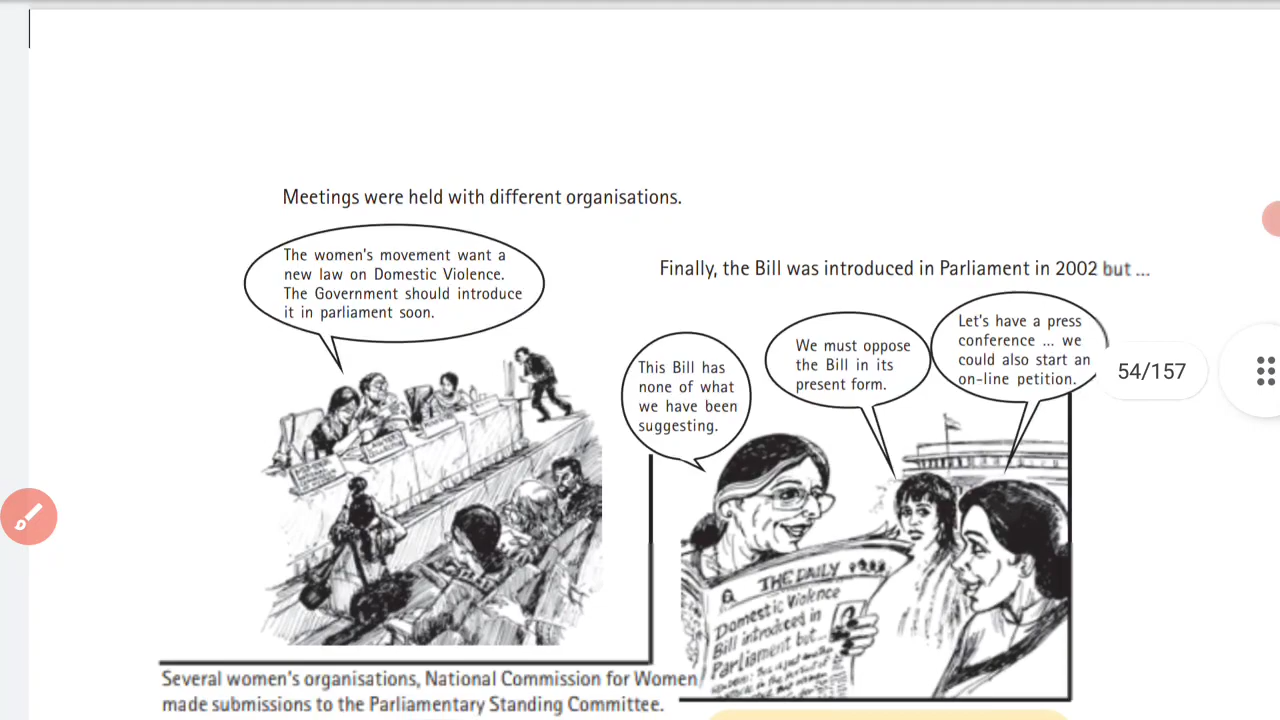 Meetings were held with different organisations.
The women's movement want a
new law on Domestic Violence.
The Government should introduce
it in parliament soon.
Finally, the Bill was introduced in Parliament in 2002 but ...
This Bill has
none of what
we have been
suggesting.
We must oppose
the Bill in its
present form.
Let's have a press
conference ... we
could also start an
on-line petition.
54/157
THE DAILY
Domestic Violence
Bill introduced in
Parliament but...
Several women's organisations, National Commission for Women
made submissions to the Parliamentary Standing Committee.